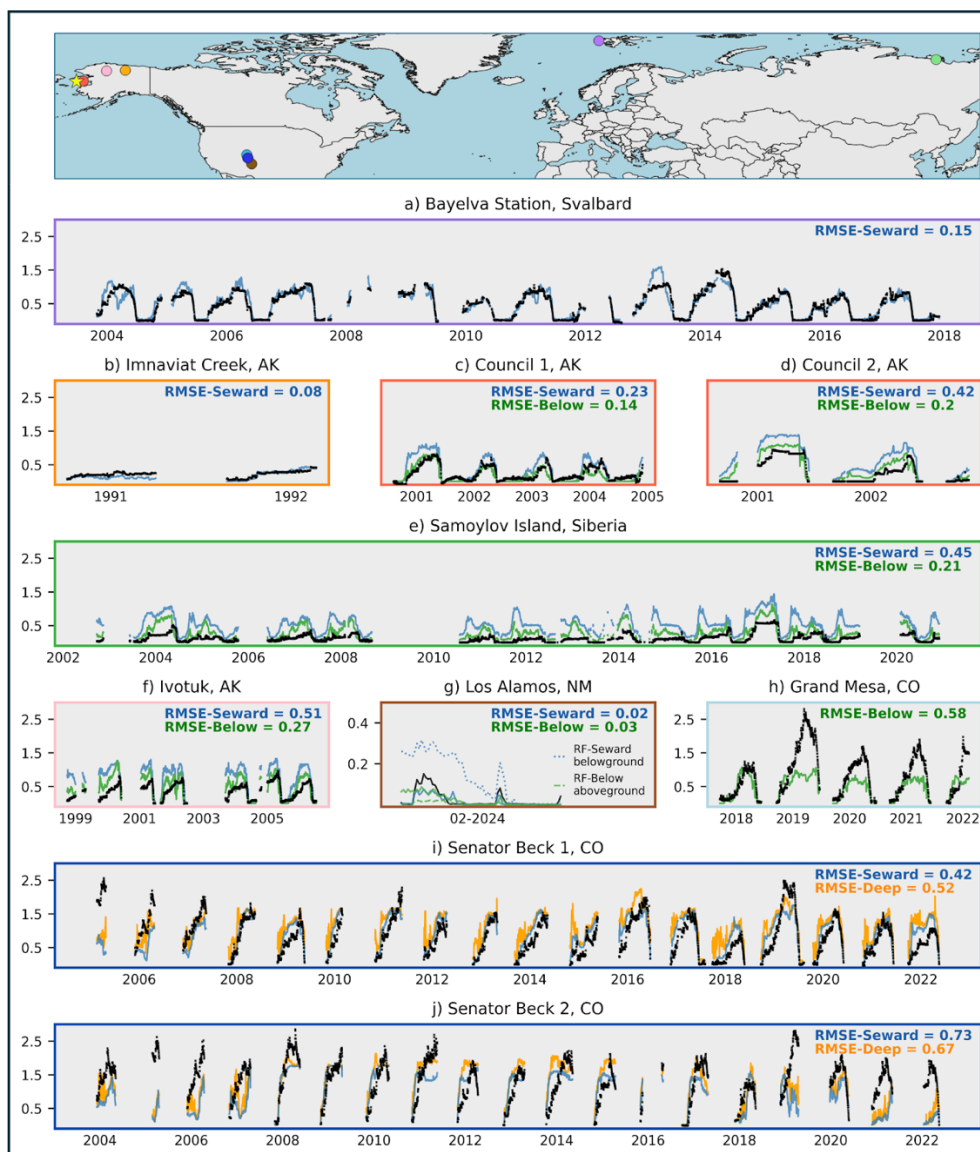 a) Bayelva Station, Svalbard
RMSE-Seward = 0.15
2.5
1.5
0.5
2004 2006 2008 2010 2012 2014 2016 2018
b) Imnaviat Creek, AK
c) Council 1, AK
d) Council 2, AK
RMSE-Seward = 0.08
RMSE-Seward = 0.23
RMSE-Below = 0.14
RMSE-Seward = 0.42
RMSE-Below = 0.2
2.5
1.5
0.5
1991 1992
2001 2002 2003 2004 2005
2001 2002
e) Samoylov Island, Siberia
RMSE-Seward = 0.45
RMSE-Below = 0.21
2.5
1.5
0.5
2002 2004 2006 2008 2010 2012 2014 2016 2018 2020
f) Ivotuk, AK
g) Los Alamos, NM
h) Grand Mesa, CO
RMSE-Seward = 0.51
RMSE-Below = 0.27
2.5
1.5
0.5
1999 2001 2003 2005
RMSE-Seward = 0.02
RMSE-Below = 0.03
0.4
0.2
RF-Seward
belowground
RF-Below
aboveground
02-2024
RMSE-Below = 0.58
2.5
1.5
0.5
2018 2019 2020 2021 2022
i) Senator Beck 1, CO
RMSE-Seward = 0.42
RMSE-Deep = 0.52
2.5
1.5
0.5
2006 2008 2010 2012 2014 2016 2018 2020 2022
j) Senator Beck 2, CO
RMSE-Seward = 0.73
RMSE-Deep = 0.67
2.5
1.5
0.5
2004 2006 2008 2010 2012 2014 2016 2018 2020 2022